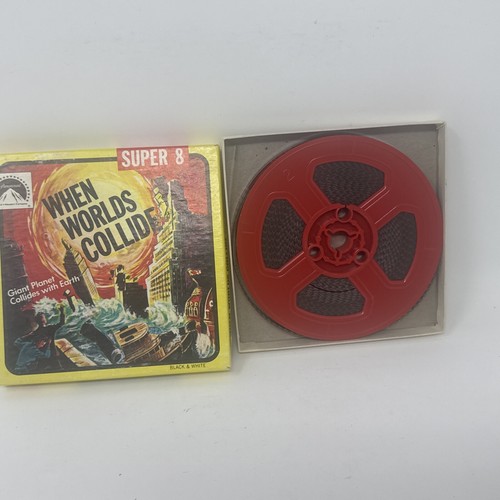 SUPER 8
WHEN
WORLDS
COLLIDE
Giant Planet
Collides with Earth
BLACK & WHITE